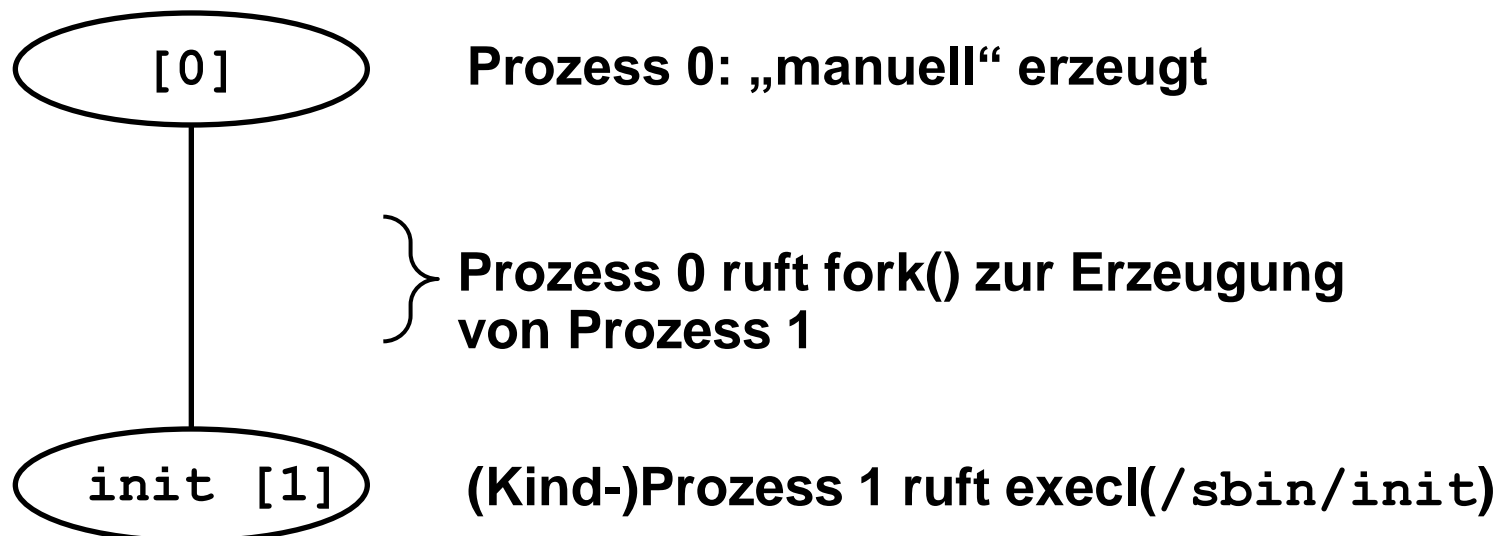 [0]
Prozess 0: „manuell“ erzeugt
Prozess 0 ruft fork() zur Erzeugung
von Prozess 1
init [1]
(Kind-)Prozess 1 ruft execl(/sbin/init)